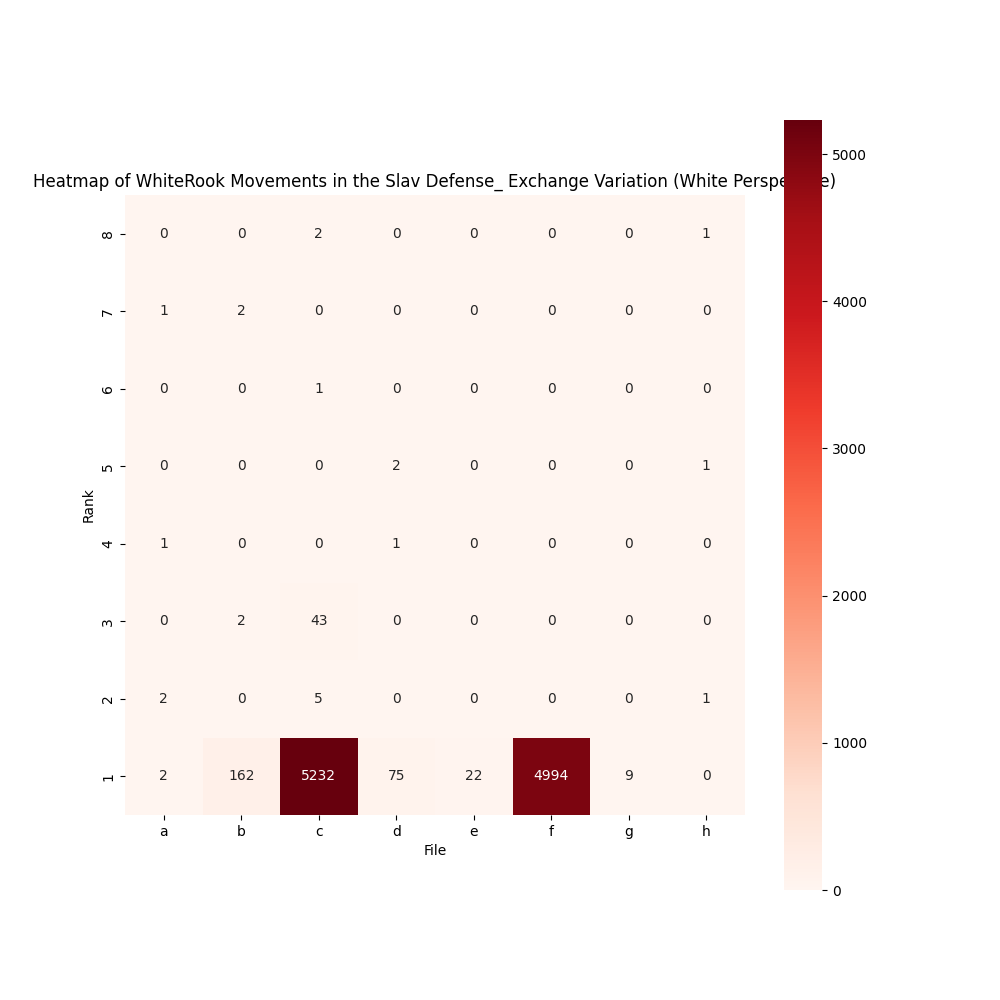 Heatmap of WhiteRook Movements in the Slav Defense_ Exchange Variation (White Perspe e)
8 0 0 2 0 0 0 0 1
7 1 2 0 0 0 0 0 0
6 0 0 1 0 0 0 0 0
5 0 0 0 2 0 0 0 1
4 1 0 0 1 0 0 0 0
3 0 2 43 0 0 0 0 0
2 2 0 5 0 0 0 0 1
1 2 162 5232 75 22 4994 9 0
a b c d e f g h
File
Rank
5000
4000
3000
2000
1000
0